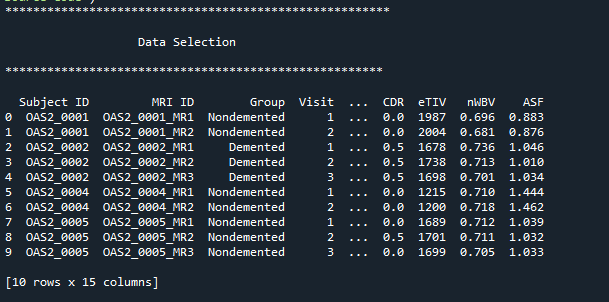 *******************************************************
Data Selection
******************************************************
Subject ID MRI ID Group Visit ... CDR eTIV nWBV ASF
0 OAS2_0001 OAS2_0001_MR1 Nondemented 1 ... 0.0 1987 0.696 0.883
1 OAS2_0001 OAS2_0001_MR2 Nondemented 2 ... 0.0 2004 0.681 0.876
2 OAS2_0002 OAS2_0002_MR1 Demented 1 ... 0.5 1678 0.736 1.046
3 OAS2_0002 OAS2_0002_MR2 Demented 2 ... 0.5 1738 0.713 1.010
4 OAS2_0002 OAS2_0002_MR3 Demented 3 ... 0.5 1698 0.701 1.034
5 OAS2_0004 OAS2_0004_MR1 Nondemented 1 ... 0.0 1215 0.710 1.444
6 OAS2_0004 OAS2_0004_MR2 Nondemented 2 ... 0.0 1200 0.718 1.462
7 OAS2_0005 OAS2_0005_MR1 Nondemented 1 ... 0.0 1689 0.712 1.039
8 OAS2_0005 OAS2_0005_MR2 Nondemented 2 ... 0.5 1701 0.711 1.032
9 OAS2_0005 OAS2_0005_MR3 Nondemented 3 ... 0.0 1699 0.705 1.033
[10 rows x 15 columns]